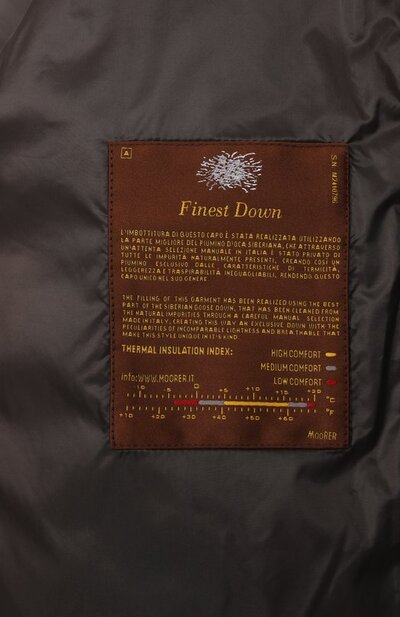 A
S.N. M2440796
Finest Down
L'IMBOTTITURA DI QUESTO CAPO È STATA REALIZZATA UTILIZZANDO
LA PARTE MIGLIORE DEL PIUMINO D'OCA SIBERIANA, CHE ATTRAVERSO
UN'ATTENTA SELEZIONE MANUALE IN ITALIA È STATO PRIVATO DI
TUTTE LE IMPURITÀ NATURALMENTE PRESENTI, CREANDO COSÌ UN
PIUMINO ESCLUSIVO DALLE CARATTERISTICHE DI TERMICITÀ,
LEGGEREZZA E TRASPIRABILITÀ INEGUAGLIABILI, RENDENDO QUESTO
CAPO UNICO NEL SUO GENERE.
THE FILLING OF THIS GARMENT HAS BEEN REALIZED USING THE BEST
PART OF THE SIBERIAN GOOSE DOWN, THAT HAS BEEN CLEANED FROM
THE NATURAL IMPURITIES THROUGH A CAREFUL MANUAL SELECTION
MADE IN ITALY, CREATING THIS WAY AN EXCLUSIVE DOWN WITH THE
PECULIARITIES OF INCOMPARABLE LIGHTNESS AND BREATHABLE THAT
MAKE THIS STYLE UNIQUE IN IT'S KIND.
THERMAL INSULATION INDEX: HIGH COMFORT
MEDIUM COMFORT
info: WWW.MOORER.IT LOW COMFORT
-10 -5 0 +5 +10 +15 +20 °C
+10 +20 +30 +40 +50 +60 °F
MOORER